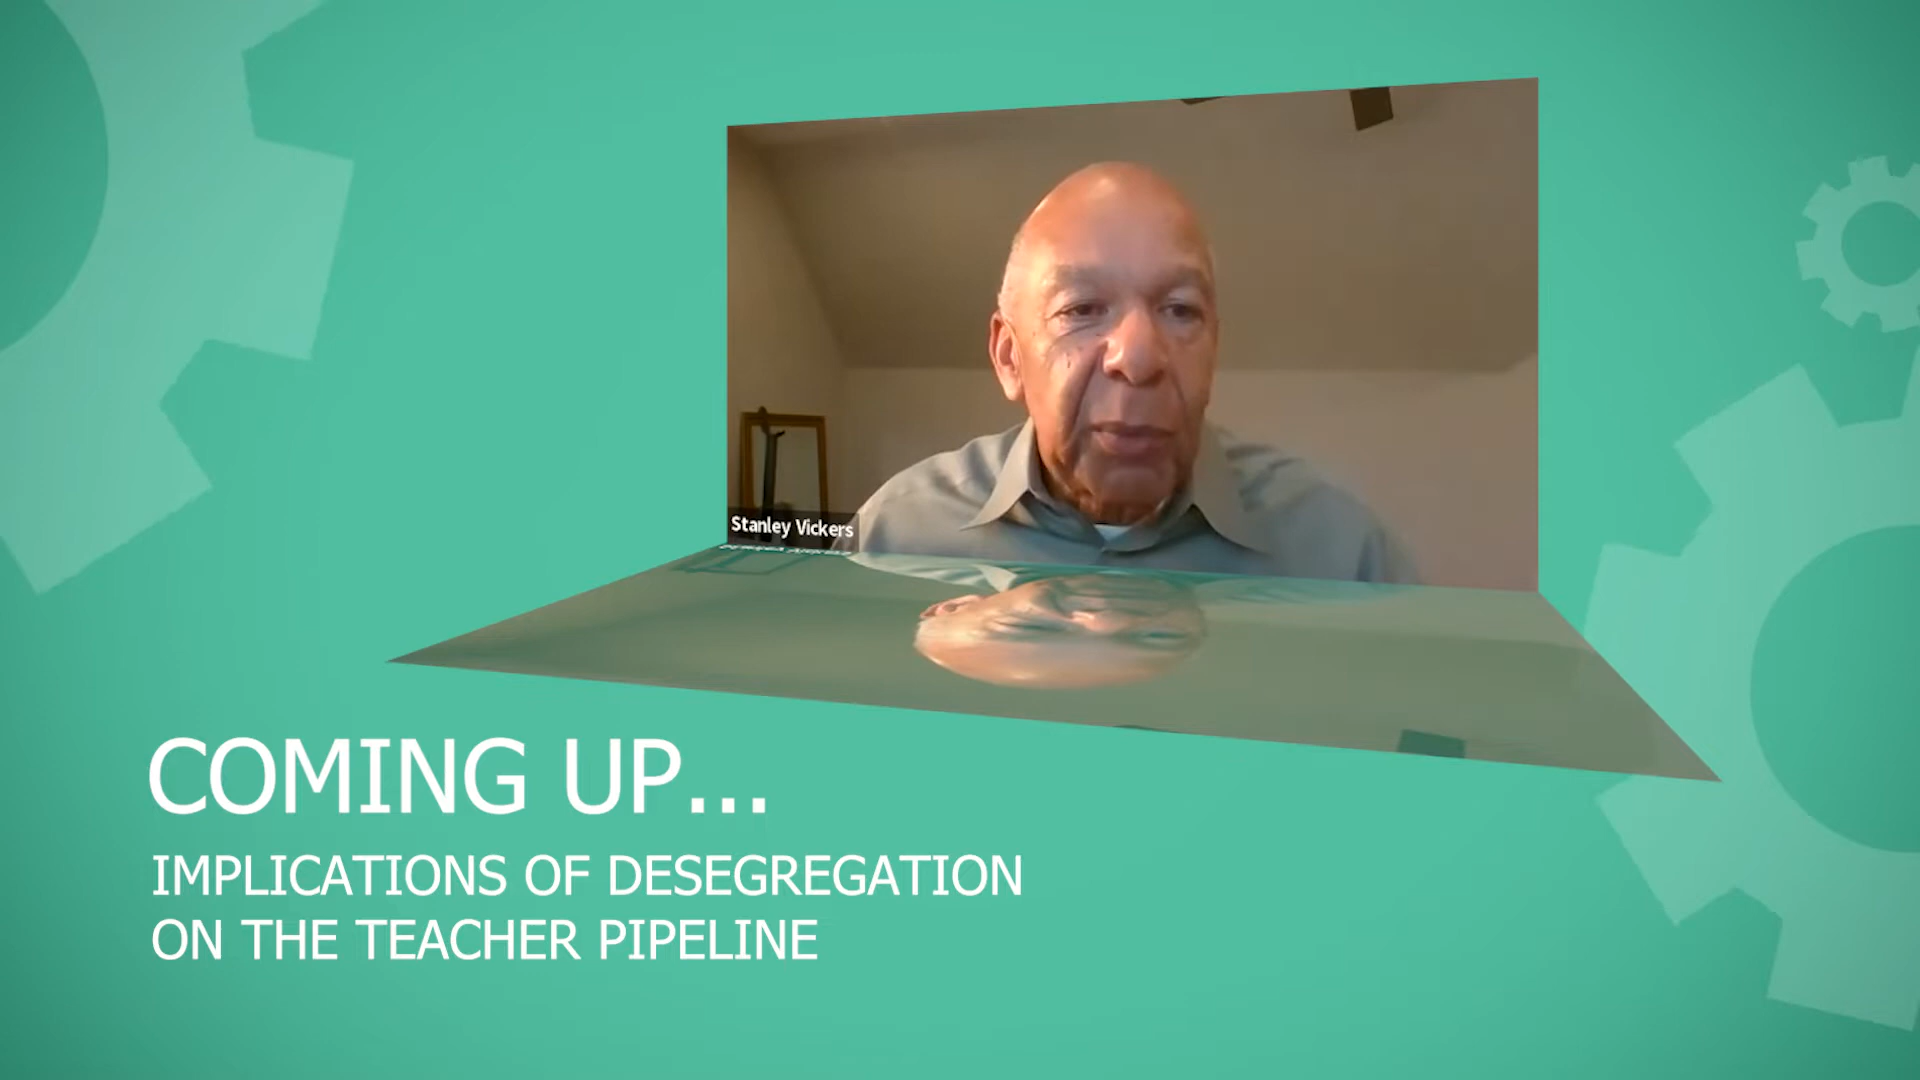 Stanley Vickers
COMING UP...
IMPLICATIONS OF DESEGREGATION
ON THE TEACHER PIPELINE